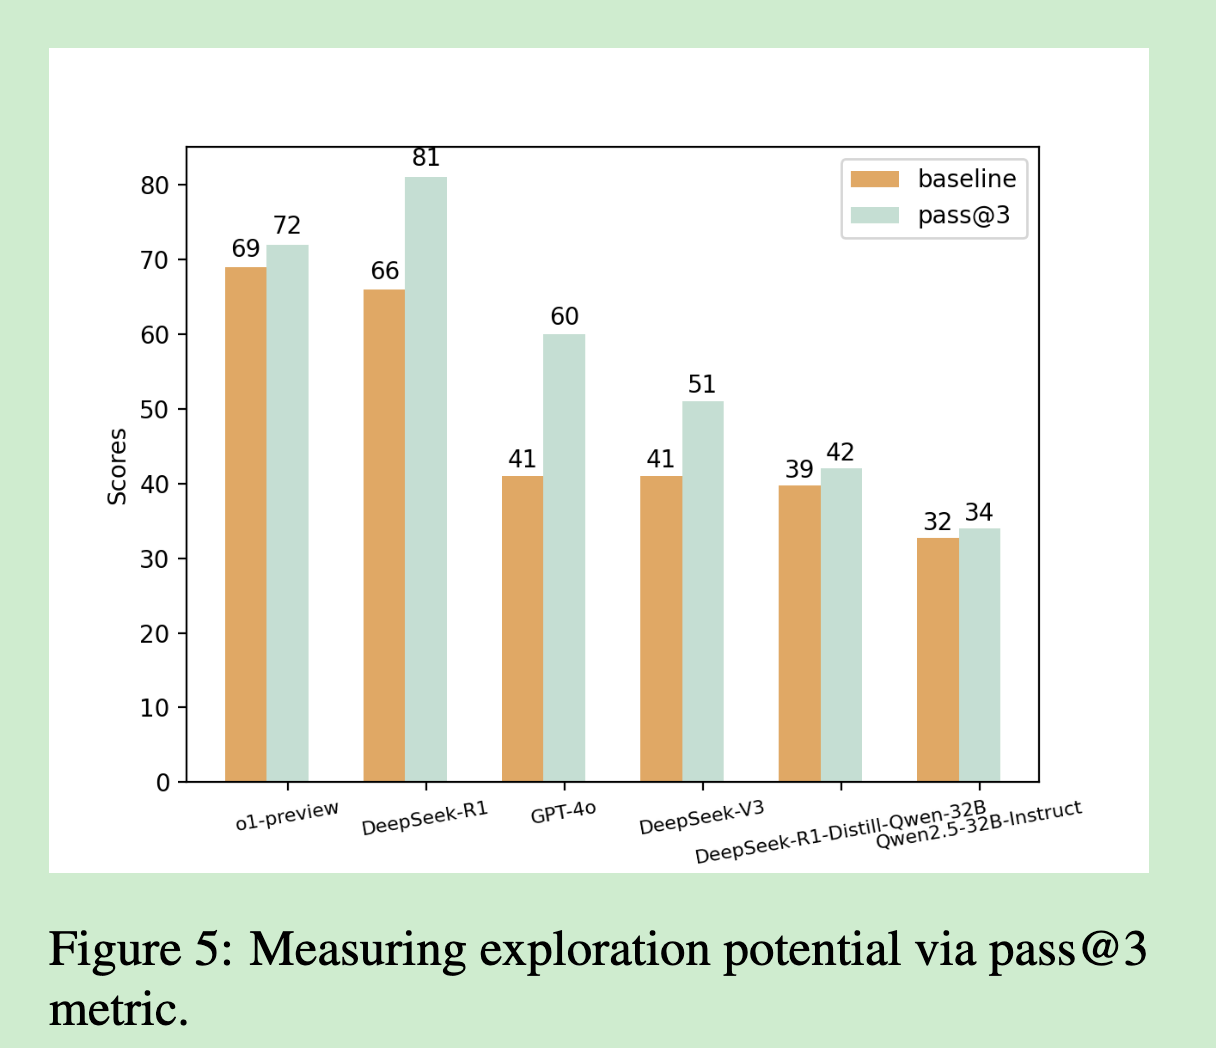 81
80
baseline
72
pass@3
69
66
70
60
60
51
50
41
41
42
39
Scores
40
32
34
30
20
10
0
o1-preview
DeepSeek-R1
GPT-4o
DeepSeek-V3
DeepSeek-R1-Distill-Qwen-32B
Qwen2.5-32B-Instruct
Figure 5: Measuring exploration potential via pass@3
metric.